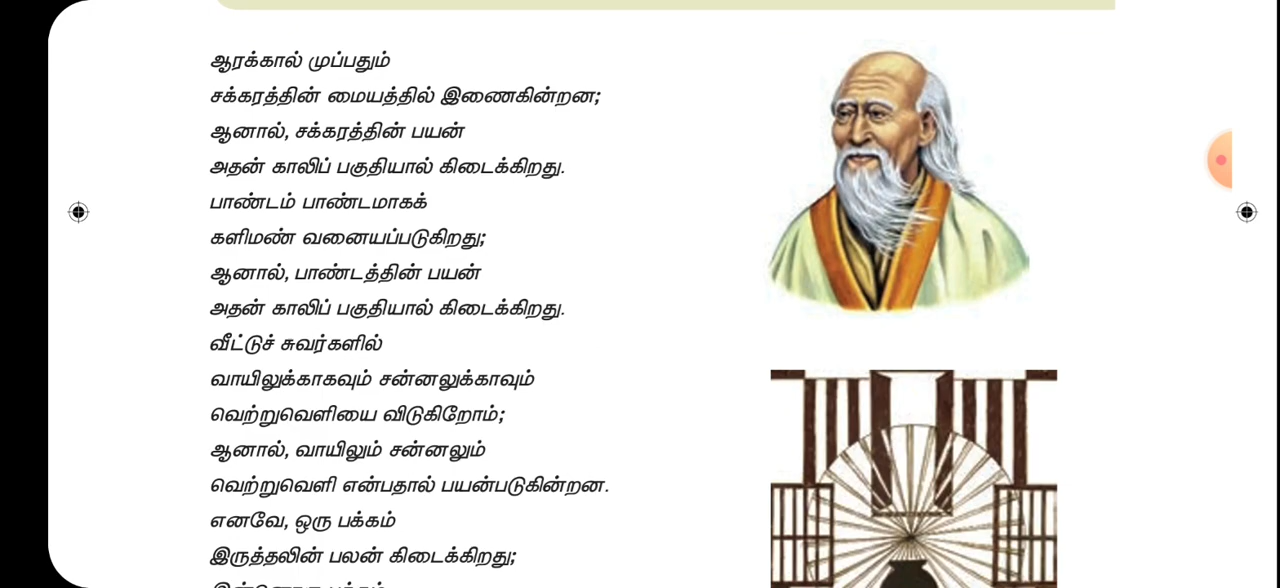 ஆரக்கால் முப்பதும்
சக்கரத்தின் மையத்தில் இணைகின்றன;
ஆனால், சக்கரத்தின் பயன்
அதன் காலிப் பகுதியால் கிடைக்கிறது.
பாண்டம் பாண்டமாகக்
களிமண் வனையப்படுகிறது;
ஆனால், பாண்டத்தின் பயன்
அதன் காலிப் பகுதியால் கிடைக்கிறது.
வீட்டுச் சுவர்களில்
வாயிலுக்காகவும் சன்னலுக்காவும்
வெற்றுவெளியை விடுகிறோம்;
ஆனால், வாயிலும் சன்னலும்
வெற்றுவெளி என்பதால் பயன்படுகின்றன.
எனவே, ஒரு பக்கம்
இருத்தலின் பலன் கிடைக்கிறது;